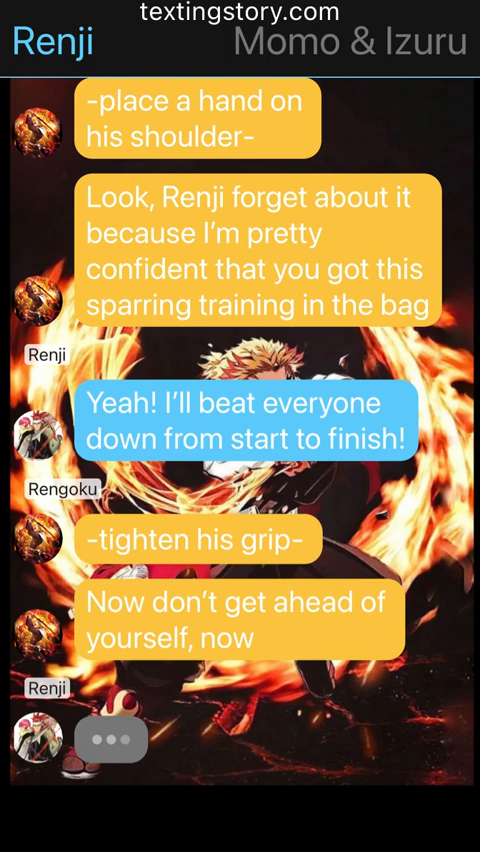 textingstory.com
Renji
Momo & Izuru
-place a hand on
his shoulder-
Look, Renji forget about it
because I’m pretty
confident that you got this
sparring training in the bag
Renji
Yeah! I’ll beat everyone
down from start to finish!
Rengoku
-tighten his grip-
Now don’t get ahead of
yourself, now
Renji